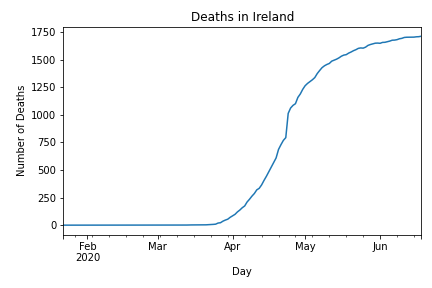 Deaths in Ireland
1750
1500
1250
1000
750
500
250
0
Number of Deaths
Feb
2020
Mar
Apr
May
Jun
Day